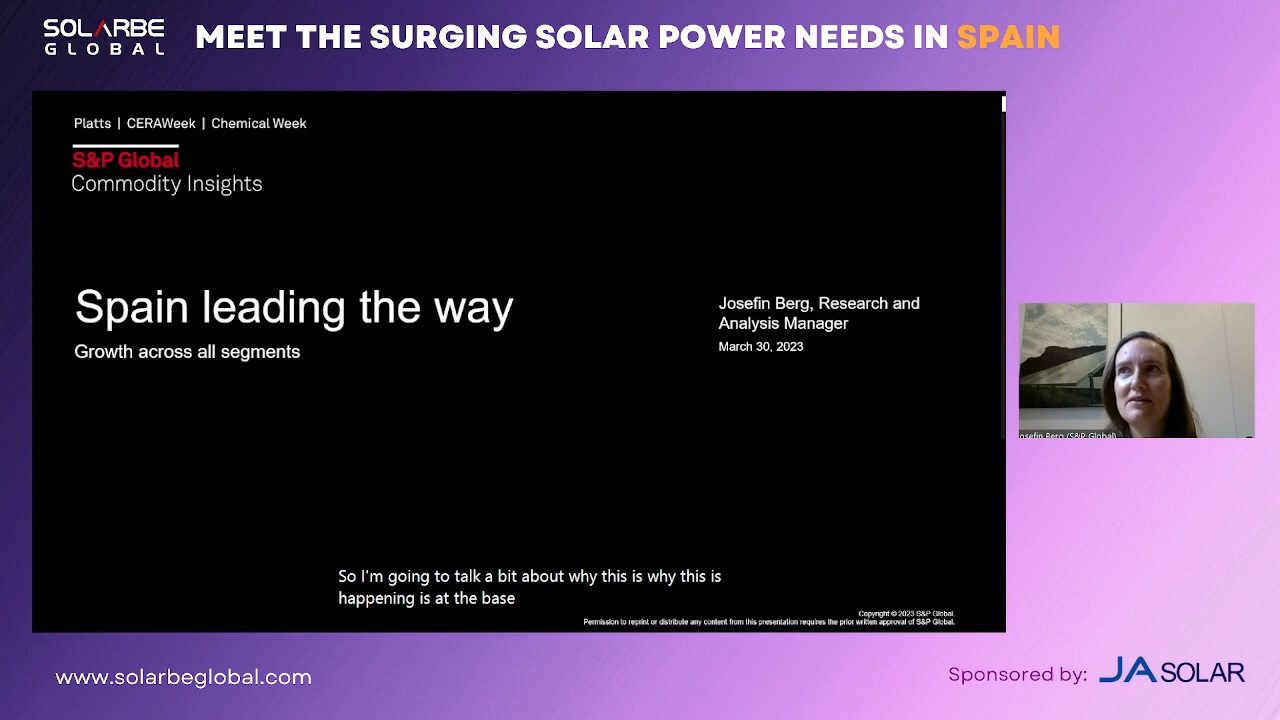 SOLARBE
GLOBAL
MEET THE SURGING SOLAR POWER NEEDS IN SPAIN
Platts | CERAWeek | Chemical Week
S&P Global
Commodity Insights
Spain leading the way
Growth across all segments
Josefin Berg, Research and
Analysis Manager
March 30, 2023
Josefin Berg (S&P Global)
So I'm going to talk a bit about why this is why this is
happening is at the base
Copyright © 2023 S&P Global.
Permission to reprint or distribute any content from this presentation requires the prior written approval of S&P Global.
www.solarbeglobal.com
Sponsored by: JA SOLAR